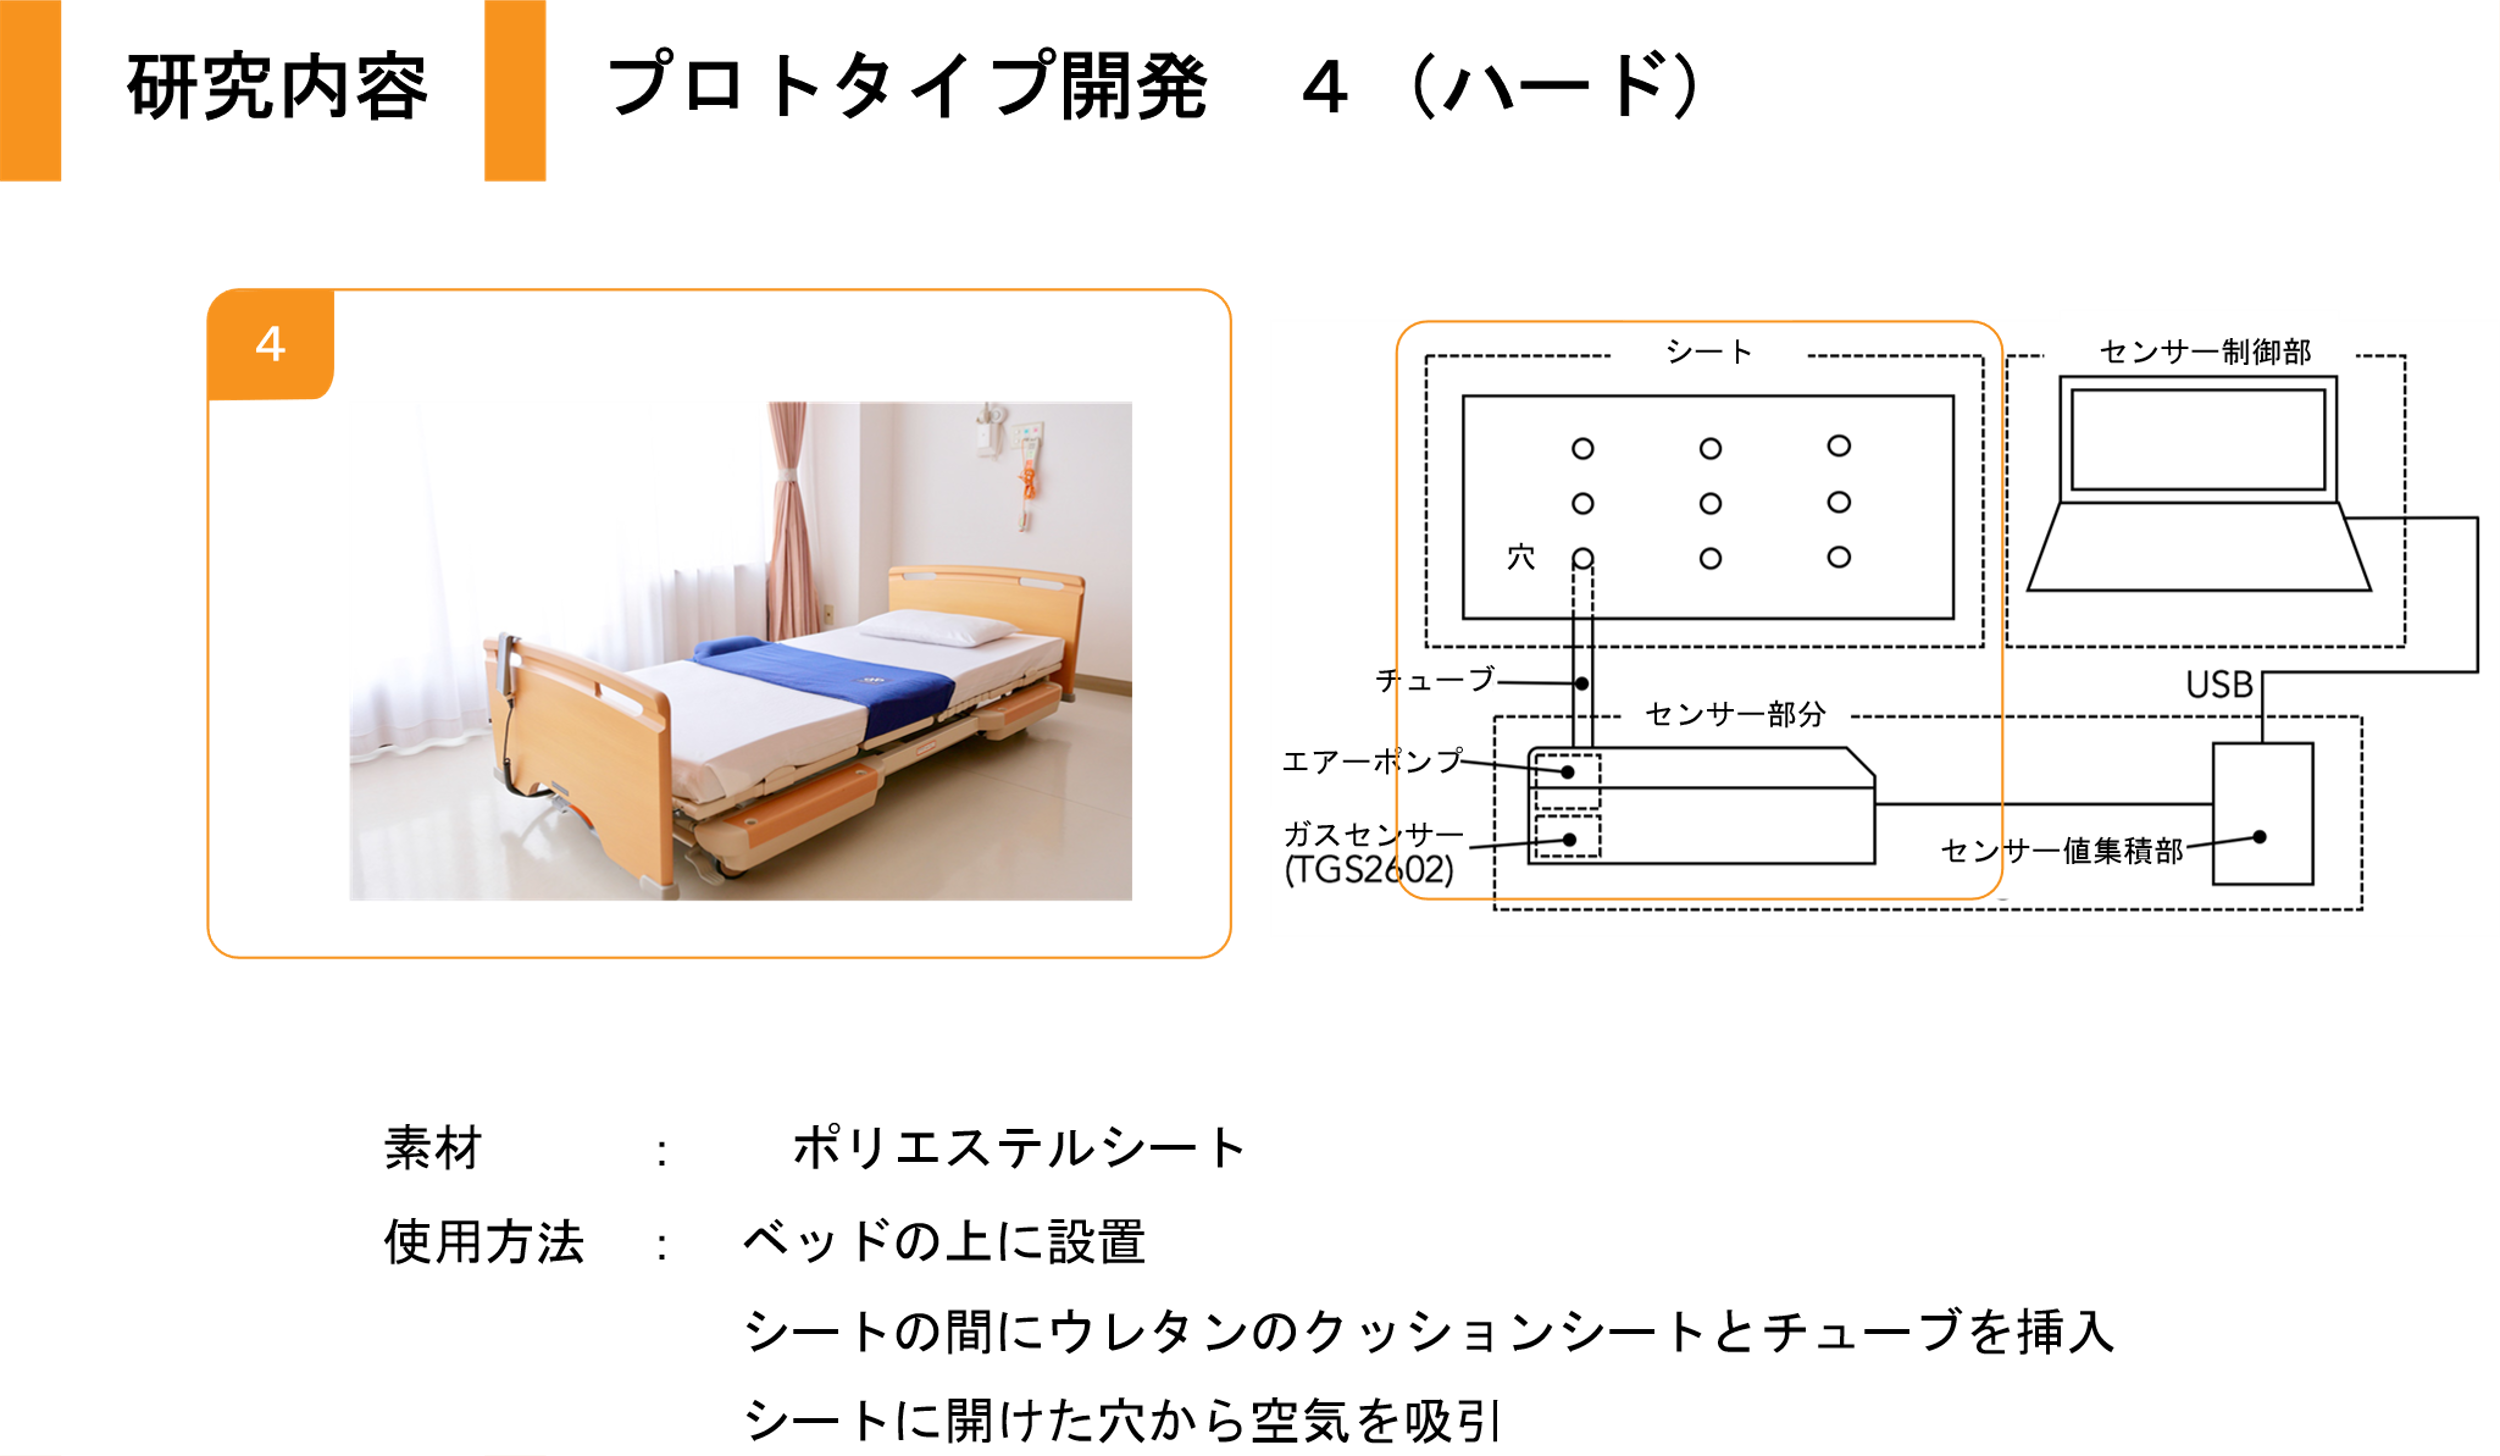 研究内容　プロトタイプ開発　４（ハード）
4
シート
センサー制御部
穴
チューブ
USB
センサー部分
エアーポンプ
ガスセンサー
(TGS2602)
センサー値集積部
素材　：　ポリエステルシート
使用方法　：　ベッドの上に設置
シートの間にウレタンのクッションシートとチューブを挿入
シートに開けた穴から空気を吸引